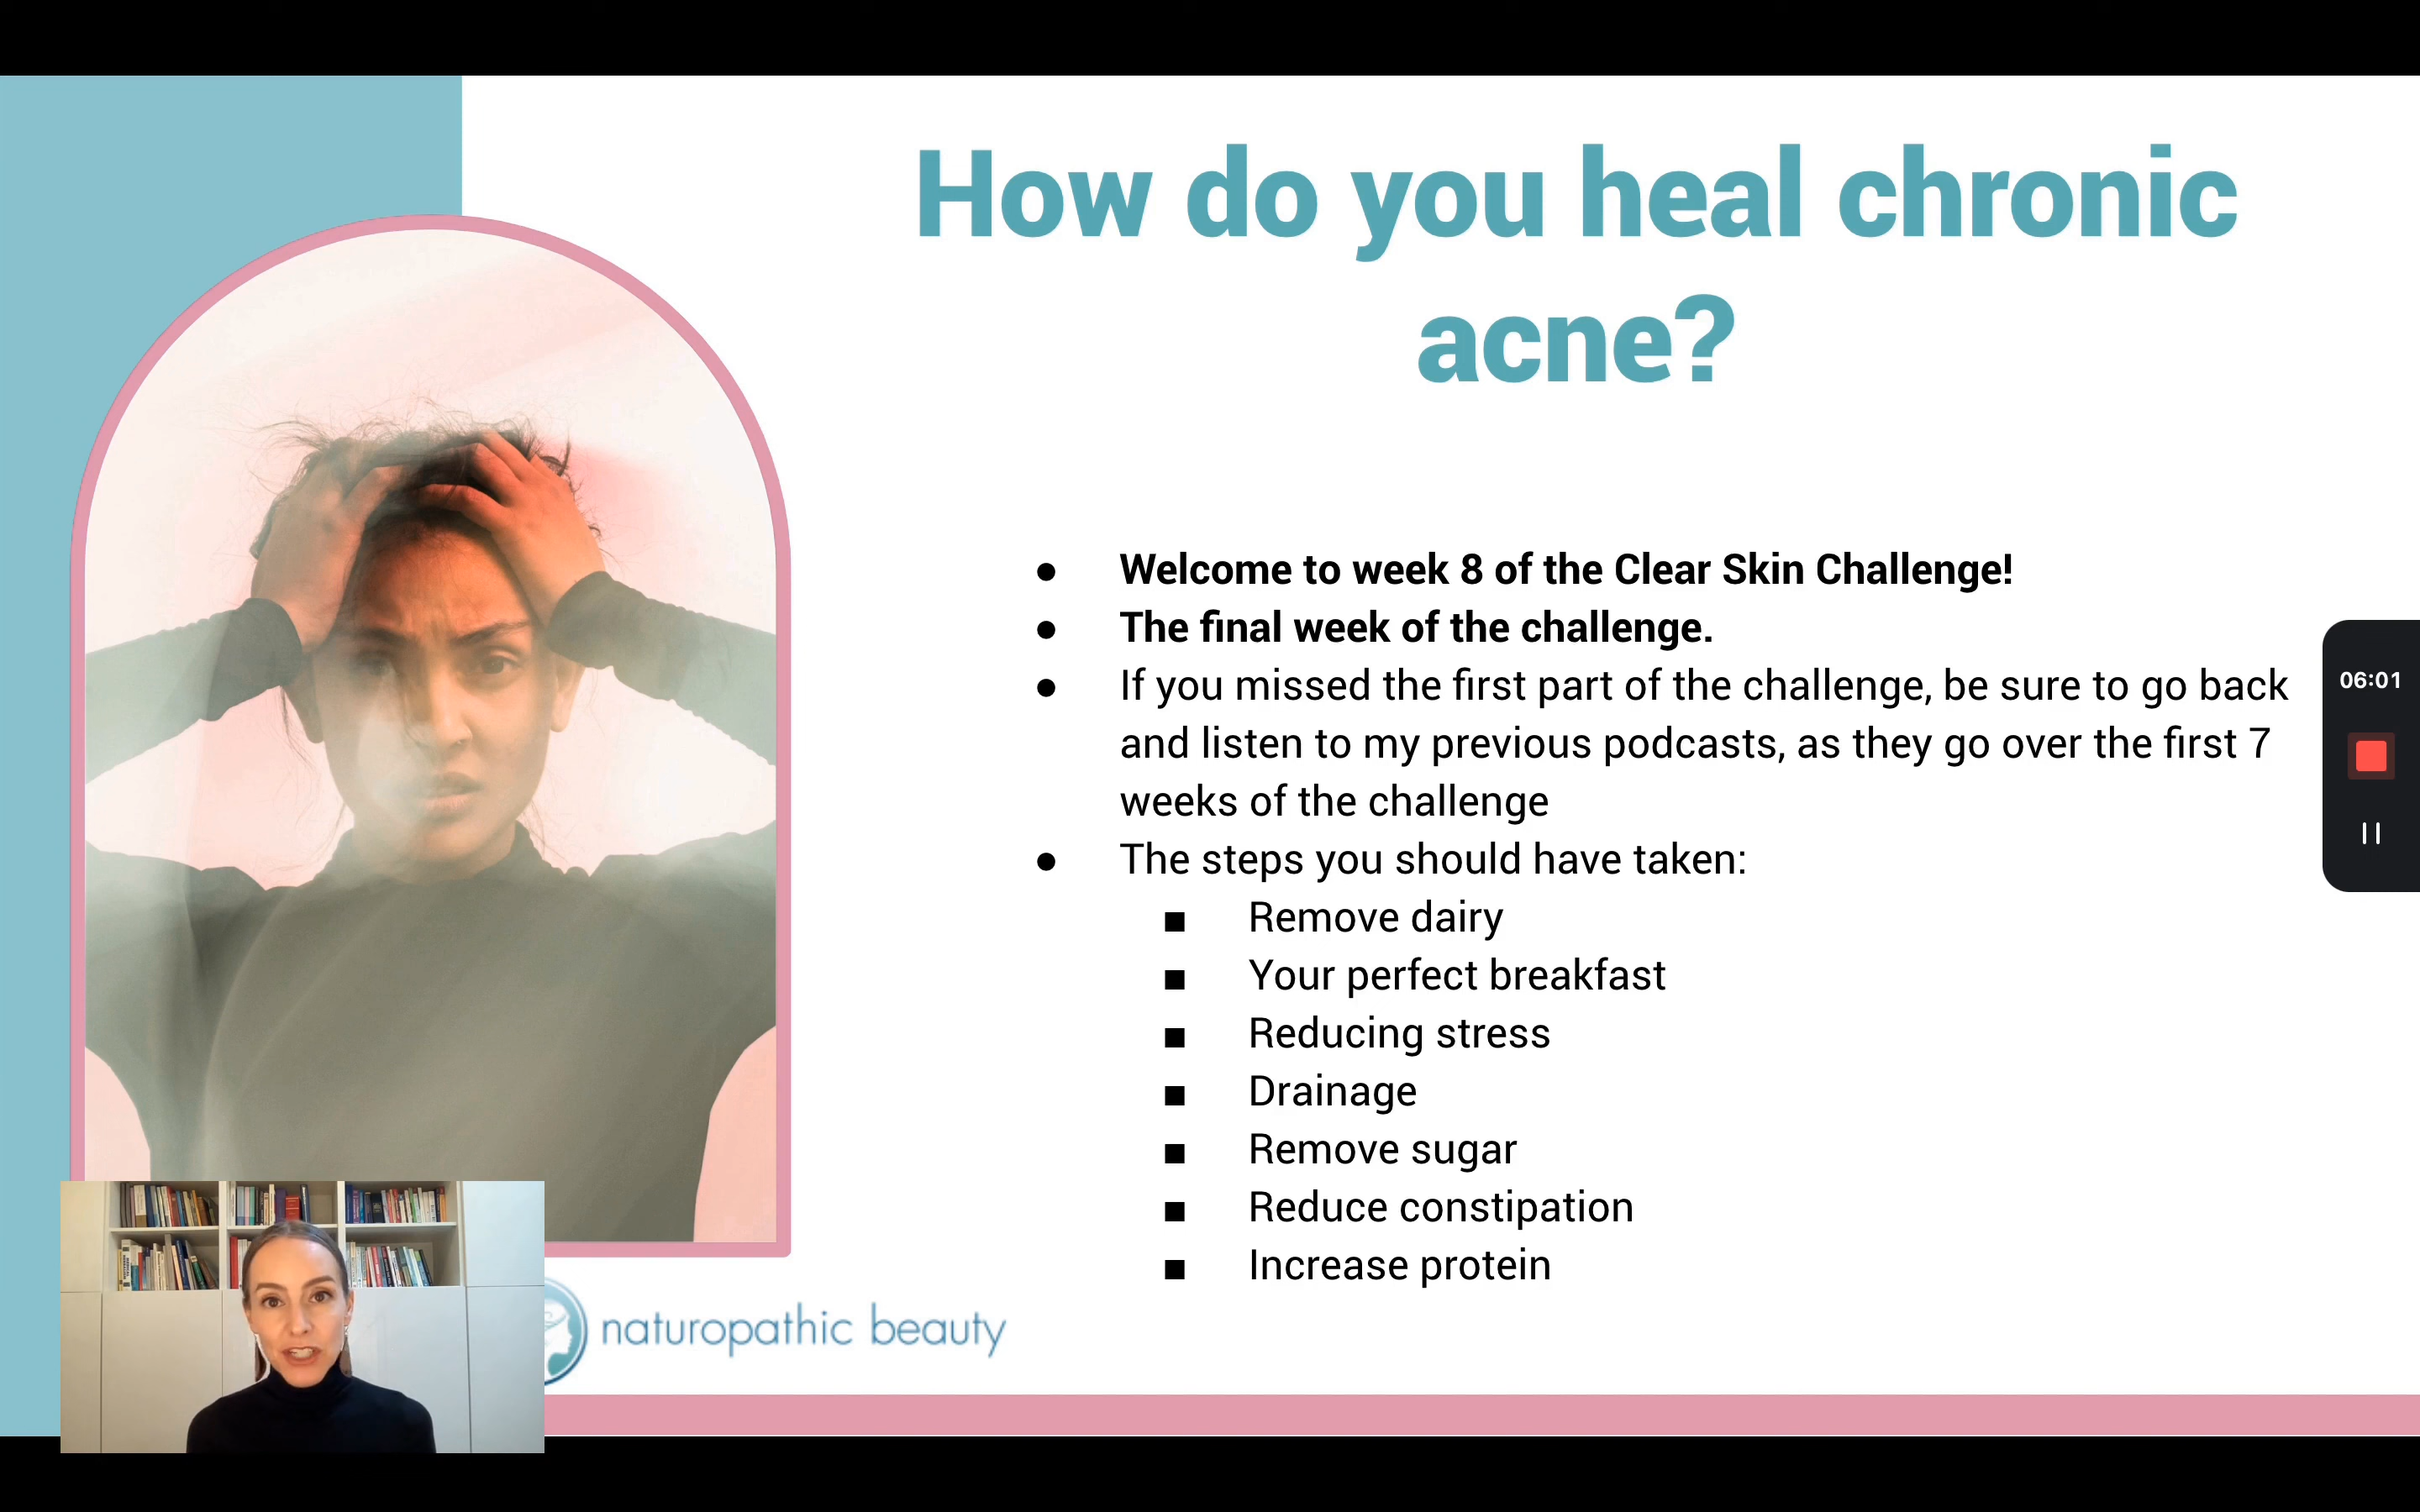 How do you heal chronic
acne?
● Welcome to week 8 of the Clear Skin Challenge!
● The final week of the challenge.
● If you missed the first part of the challenge, be sure to go back
and listen to my previous podcasts, as they go over the first 7
weeks of the challenge
● The steps you should have taken:
■ Remove dairy
■ Your perfect breakfast
■ Reducing stress
■ Drainage
■ Remove sugar
■ Reduce constipation
■ Increase protein
06:01
naturopathic beauty